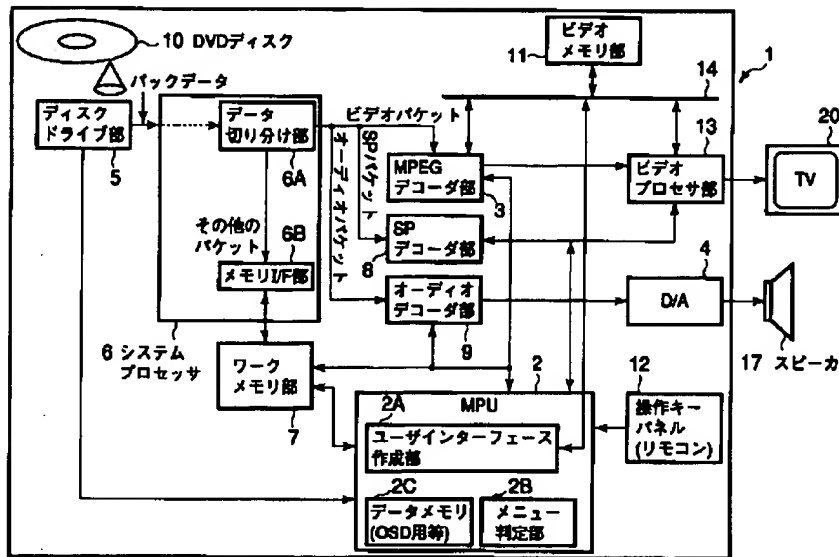 10 DVDディスク
パックデータ
ディスク
ドライブ部
5
データ
切り分け部
6A
その他の
パケット
6B
メモリI/F部
6 システム
プロセッサ
ワーク
メモリ部
7
ビデオパケット
SPパケット
オーディオパケット
MPEG
デコーダ部
3
SP
デコーダ部
8
オーディオ
デコーダ部
9
ビデオ
メモリ部
11
14
1
13
ビデオ
プロセサ部
20
TV
4
D/A
17 スピーカ
12
操作キー
パネル
(リモコン)
2
MPU
2A
ユーザインターフェース
作成部
2C
データメモリ
(OSD用等)
2B
メニュー
判定部